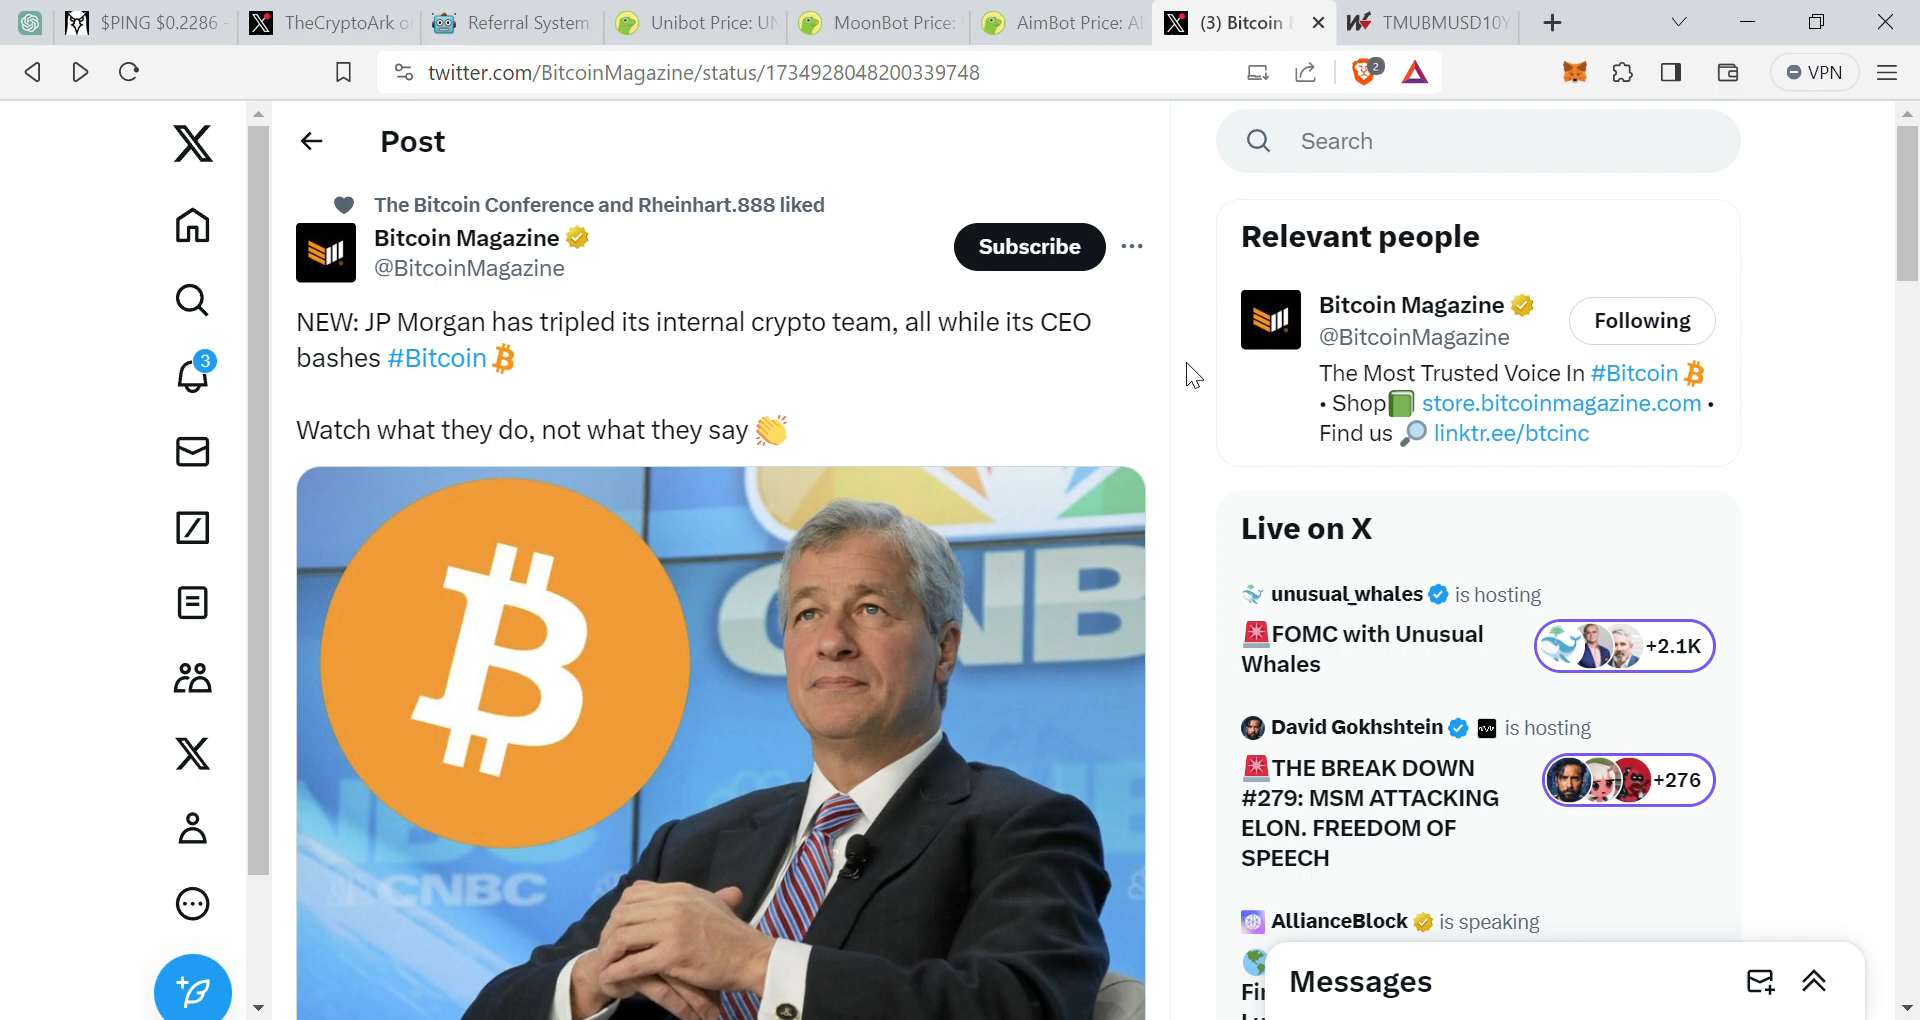 $PING $0.2286 -
TheCryptoArk o
Referral System
Unibot Price: UN
MoonBot Price:
AimBot Price: A
(3) Bitcoin
TMUBMUSD10Y
twitter.com/BitcoinMagazine/status/1734928048200339748
2
VPN
Post
Search
The Bitcoin Conference and Rheinhart.888 liked
Bitcoin Magazine
@BitcoinMagazine
Subscribe
NEW: JP Morgan has tripled its internal crypto team, all while its CEO
bashes #Bitcoin
Watch what they do, not what they say
CNBC
CNBC
3
Relevant people
Bitcoin Magazine
@BitcoinMagazine
Following
The Most Trusted Voice In #Bitcoin
• Shop store.bitcoinmagazine.com •
Find us linktr.ee/btcinc
Live on X
unusual_whales is hosting
FOMC with Unusual
Whales
+2.1K
David Gokhshtein is hosting
THE BREAK DOWN
#279: MSM ATTACKING
ELON. FREEDOM OF
SPEECH
+276
AllianceBlock is speaking
Messages